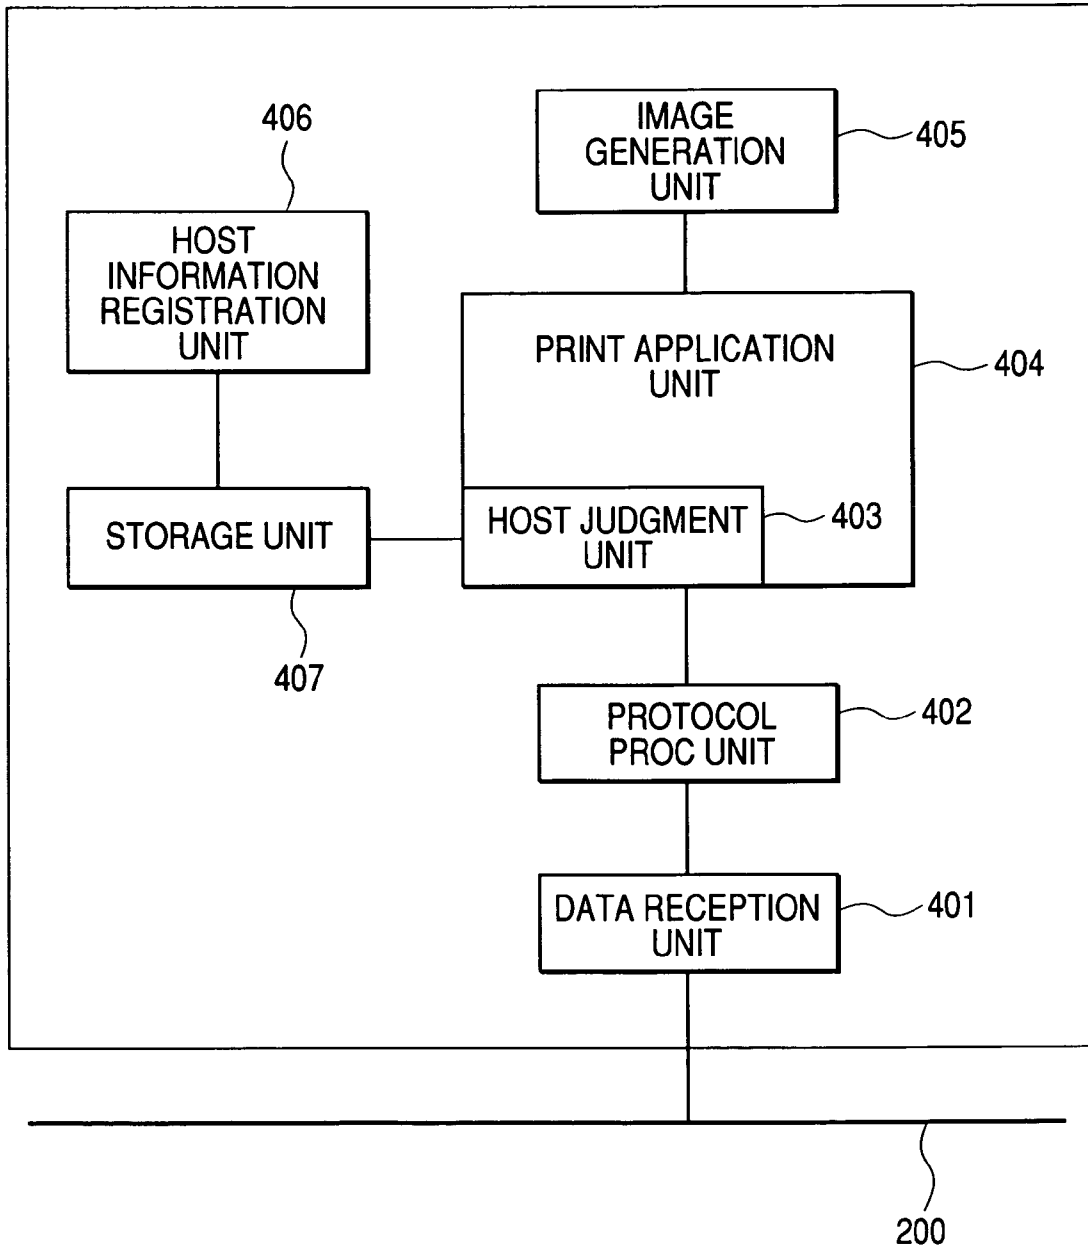 IMAGE
GENERATION
UNIT
405
406
HOST
INFORMATION
REGISTRATION
UNIT
PRINT APPLICATION
UNIT
404
STORAGE UNIT
407
HOST JUDGMENT
UNIT
403
PROTOCOL
PROC UNIT
402
DATA RECEPTION
UNIT
401
200